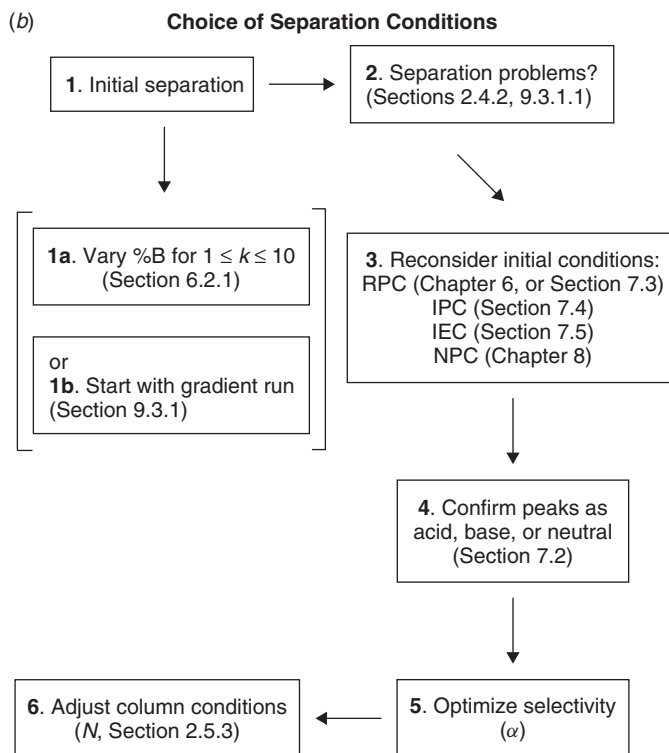 (b) Choice of Separation Conditions
1. Initial separation
2. Separation problems?
(Sections 2.4.2, 9.3.1.1)
1a. Vary %B for 1 ≤ k ≤ 10
(Section 6.2.1)
or
1b. Start with gradient run
(Section 9.3.1)
3. Reconsider initial conditions:
RPC (Chapter 6, or Section 7.3)
IPC (Section 7.4)
IEC (Section 7.5)
NPC (Chapter 8)
4. Confirm peaks as
acid, base, or neutral
(Section 7.2)
5. Optimize selectivity
(α)
6. Adjust column conditions
(N, Section 2.5.3)